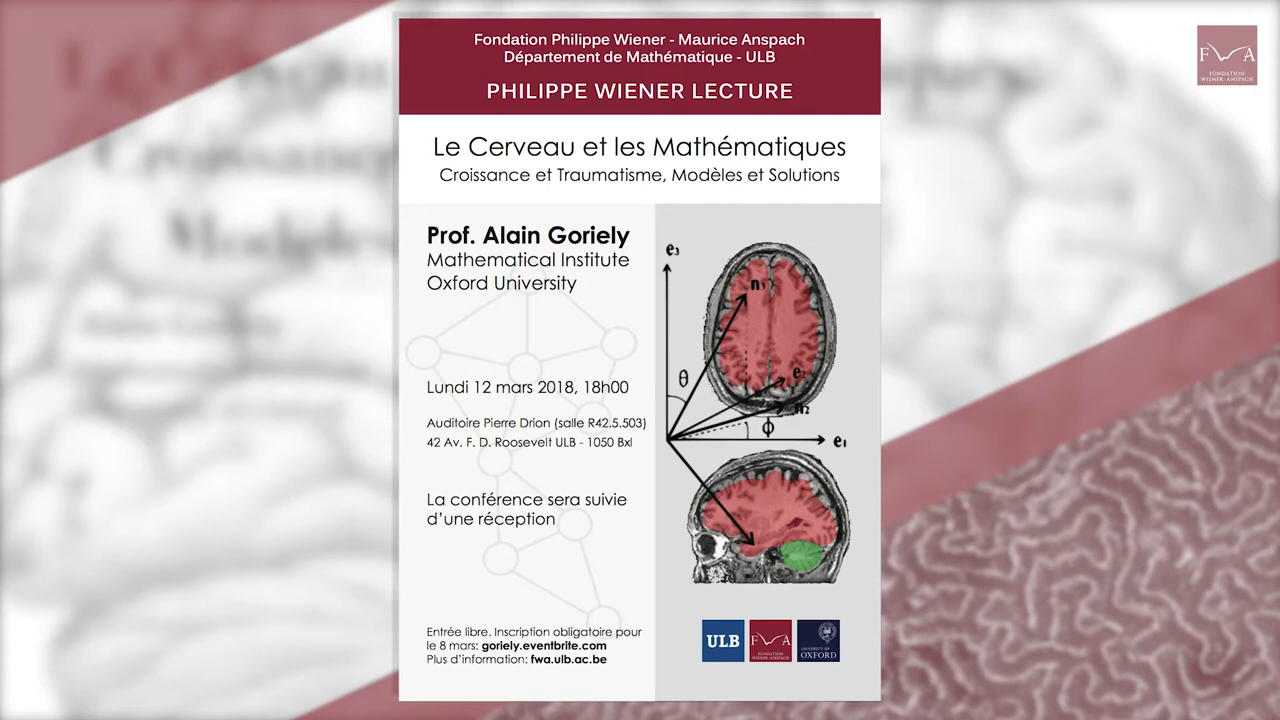 Fondation Philippe Wiener - Maurice Anspach
Département de Mathématique - ULB
PHILIPPE WIENER LECTURE
F W A
FONDATION
WIENER-ANSPACH
Le Cerveau et les Mathématiques
Croissance et Traumatisme, Modèles et Solutions
Prof. Alain Goriely
Mathematical Institute
Oxford University
Lundi 12 mars 2018, 18h00
Auditoire Pierre Drion (salle R42.5.503)
42 Av. F. D. Roosevelt ULB - 1050 Bxl
La conférence sera suivie
d'une réception
Entrée libre. Inscription obligatoire pour
le 8 mars: goriely.eventbrite.com
Plus d'information: fwa.ulb.ac.be
e₃
n₁
θ
e₂
n₂
ϕ
e₁
ULB
F W A
FONDATION
WIENER-ANSPACH
UNIVERSITY OF
OXFORD